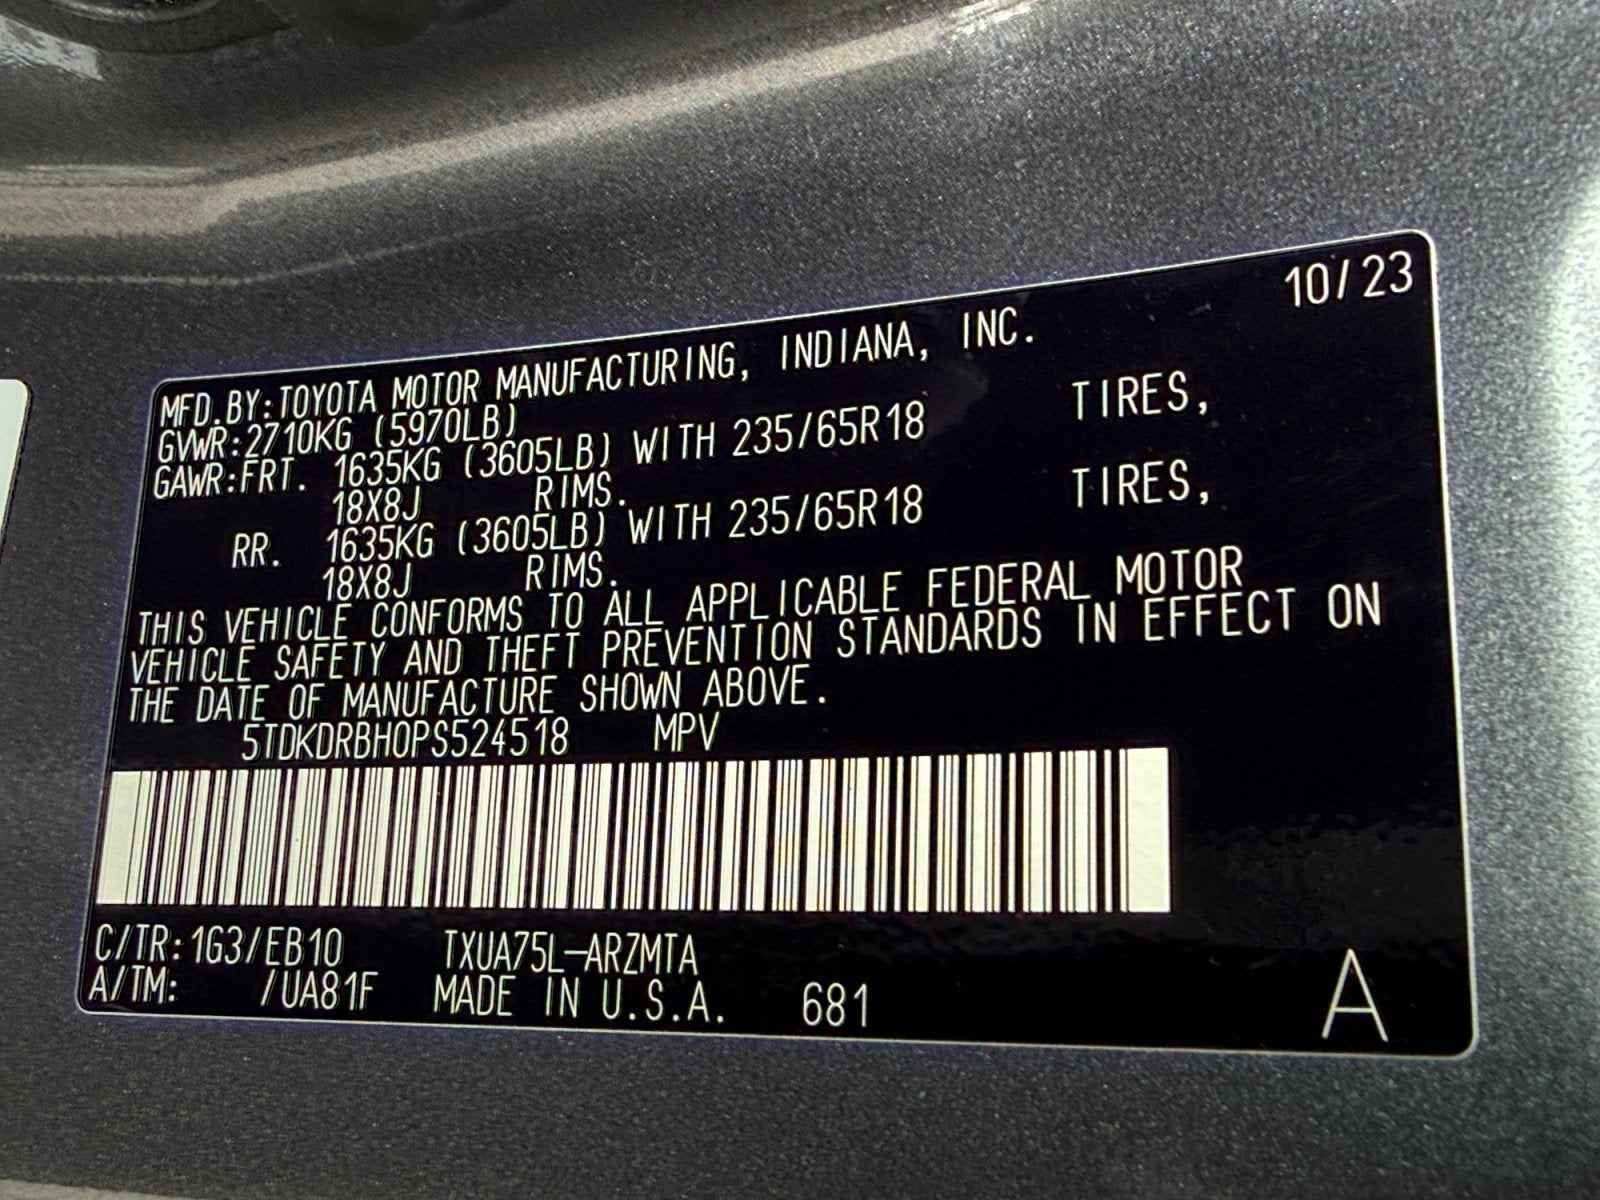 10/23
MFD.BY:TOYOTA MOTOR MANUFACTURING, INDIANA, INC.
GVWR:2710KG (5970LB)
GAWR:FRT. 1635KG (3605LB) WITH 235/65R18 TIRES,
18X8J RIMS.
RR. 1635KG (3605LB) WITH 235/65R18 TIRES,
18X8J RIMS.
THIS VEHICLE CONFORMS TO ALL APPLICABLE FEDERAL MOTOR
VEHICLE SAFETY AND THEFT PREVENTION STANDARDS IN EFFECT ON
THE DATE OF MANUFACTURE SHOWN ABOVE.
5TDKDRBH0PS524518 MPV
C/TR:1G3/EB10 TXUA75L-ARZMTA
A/TM: /UA81F MADE IN U.S.A. 681 A